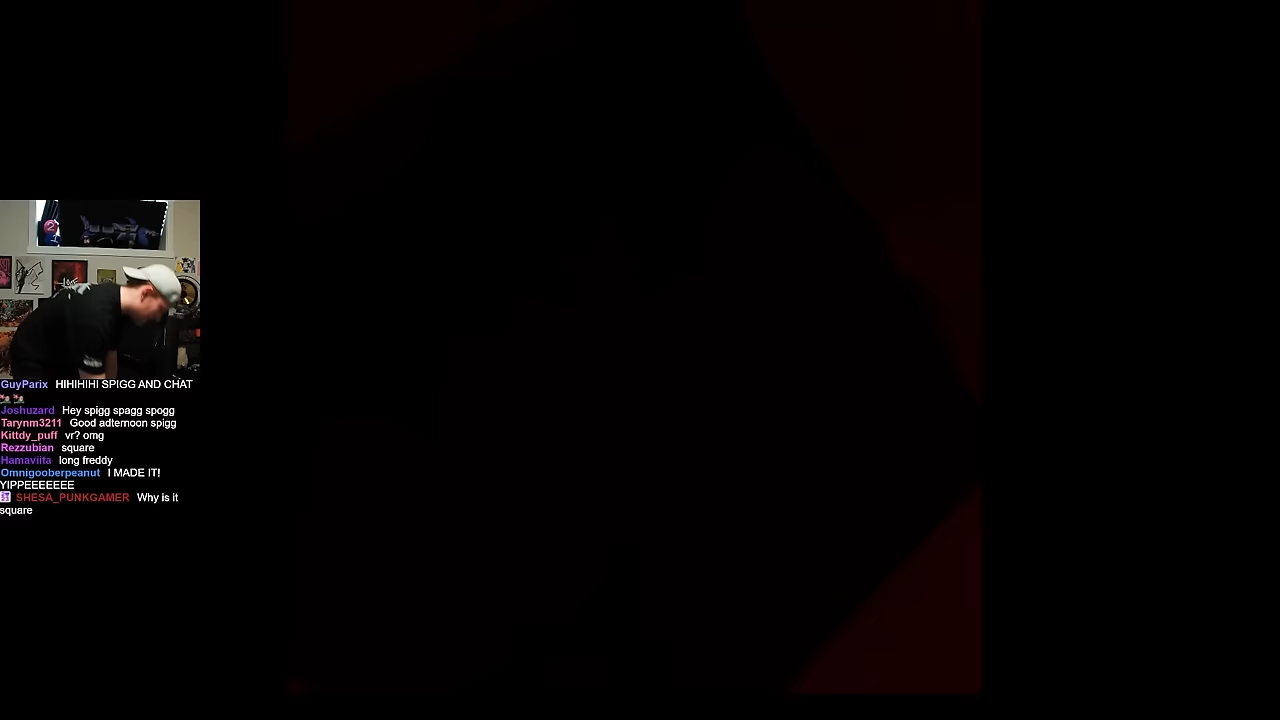 GuyParix HIHIHIHI SPIGG AND CHAT
Joshuzard Hey spigg spagg spogg
Tarynm3211 Good adternoon spigg
Kittdy_puff vr? omg
Rezzubian square
Hamaviita long freddy
Omnigooberpeanut I MADE IT!
YIPPEEEEEEE
SHESA_PUNKGAMER Why is it
square